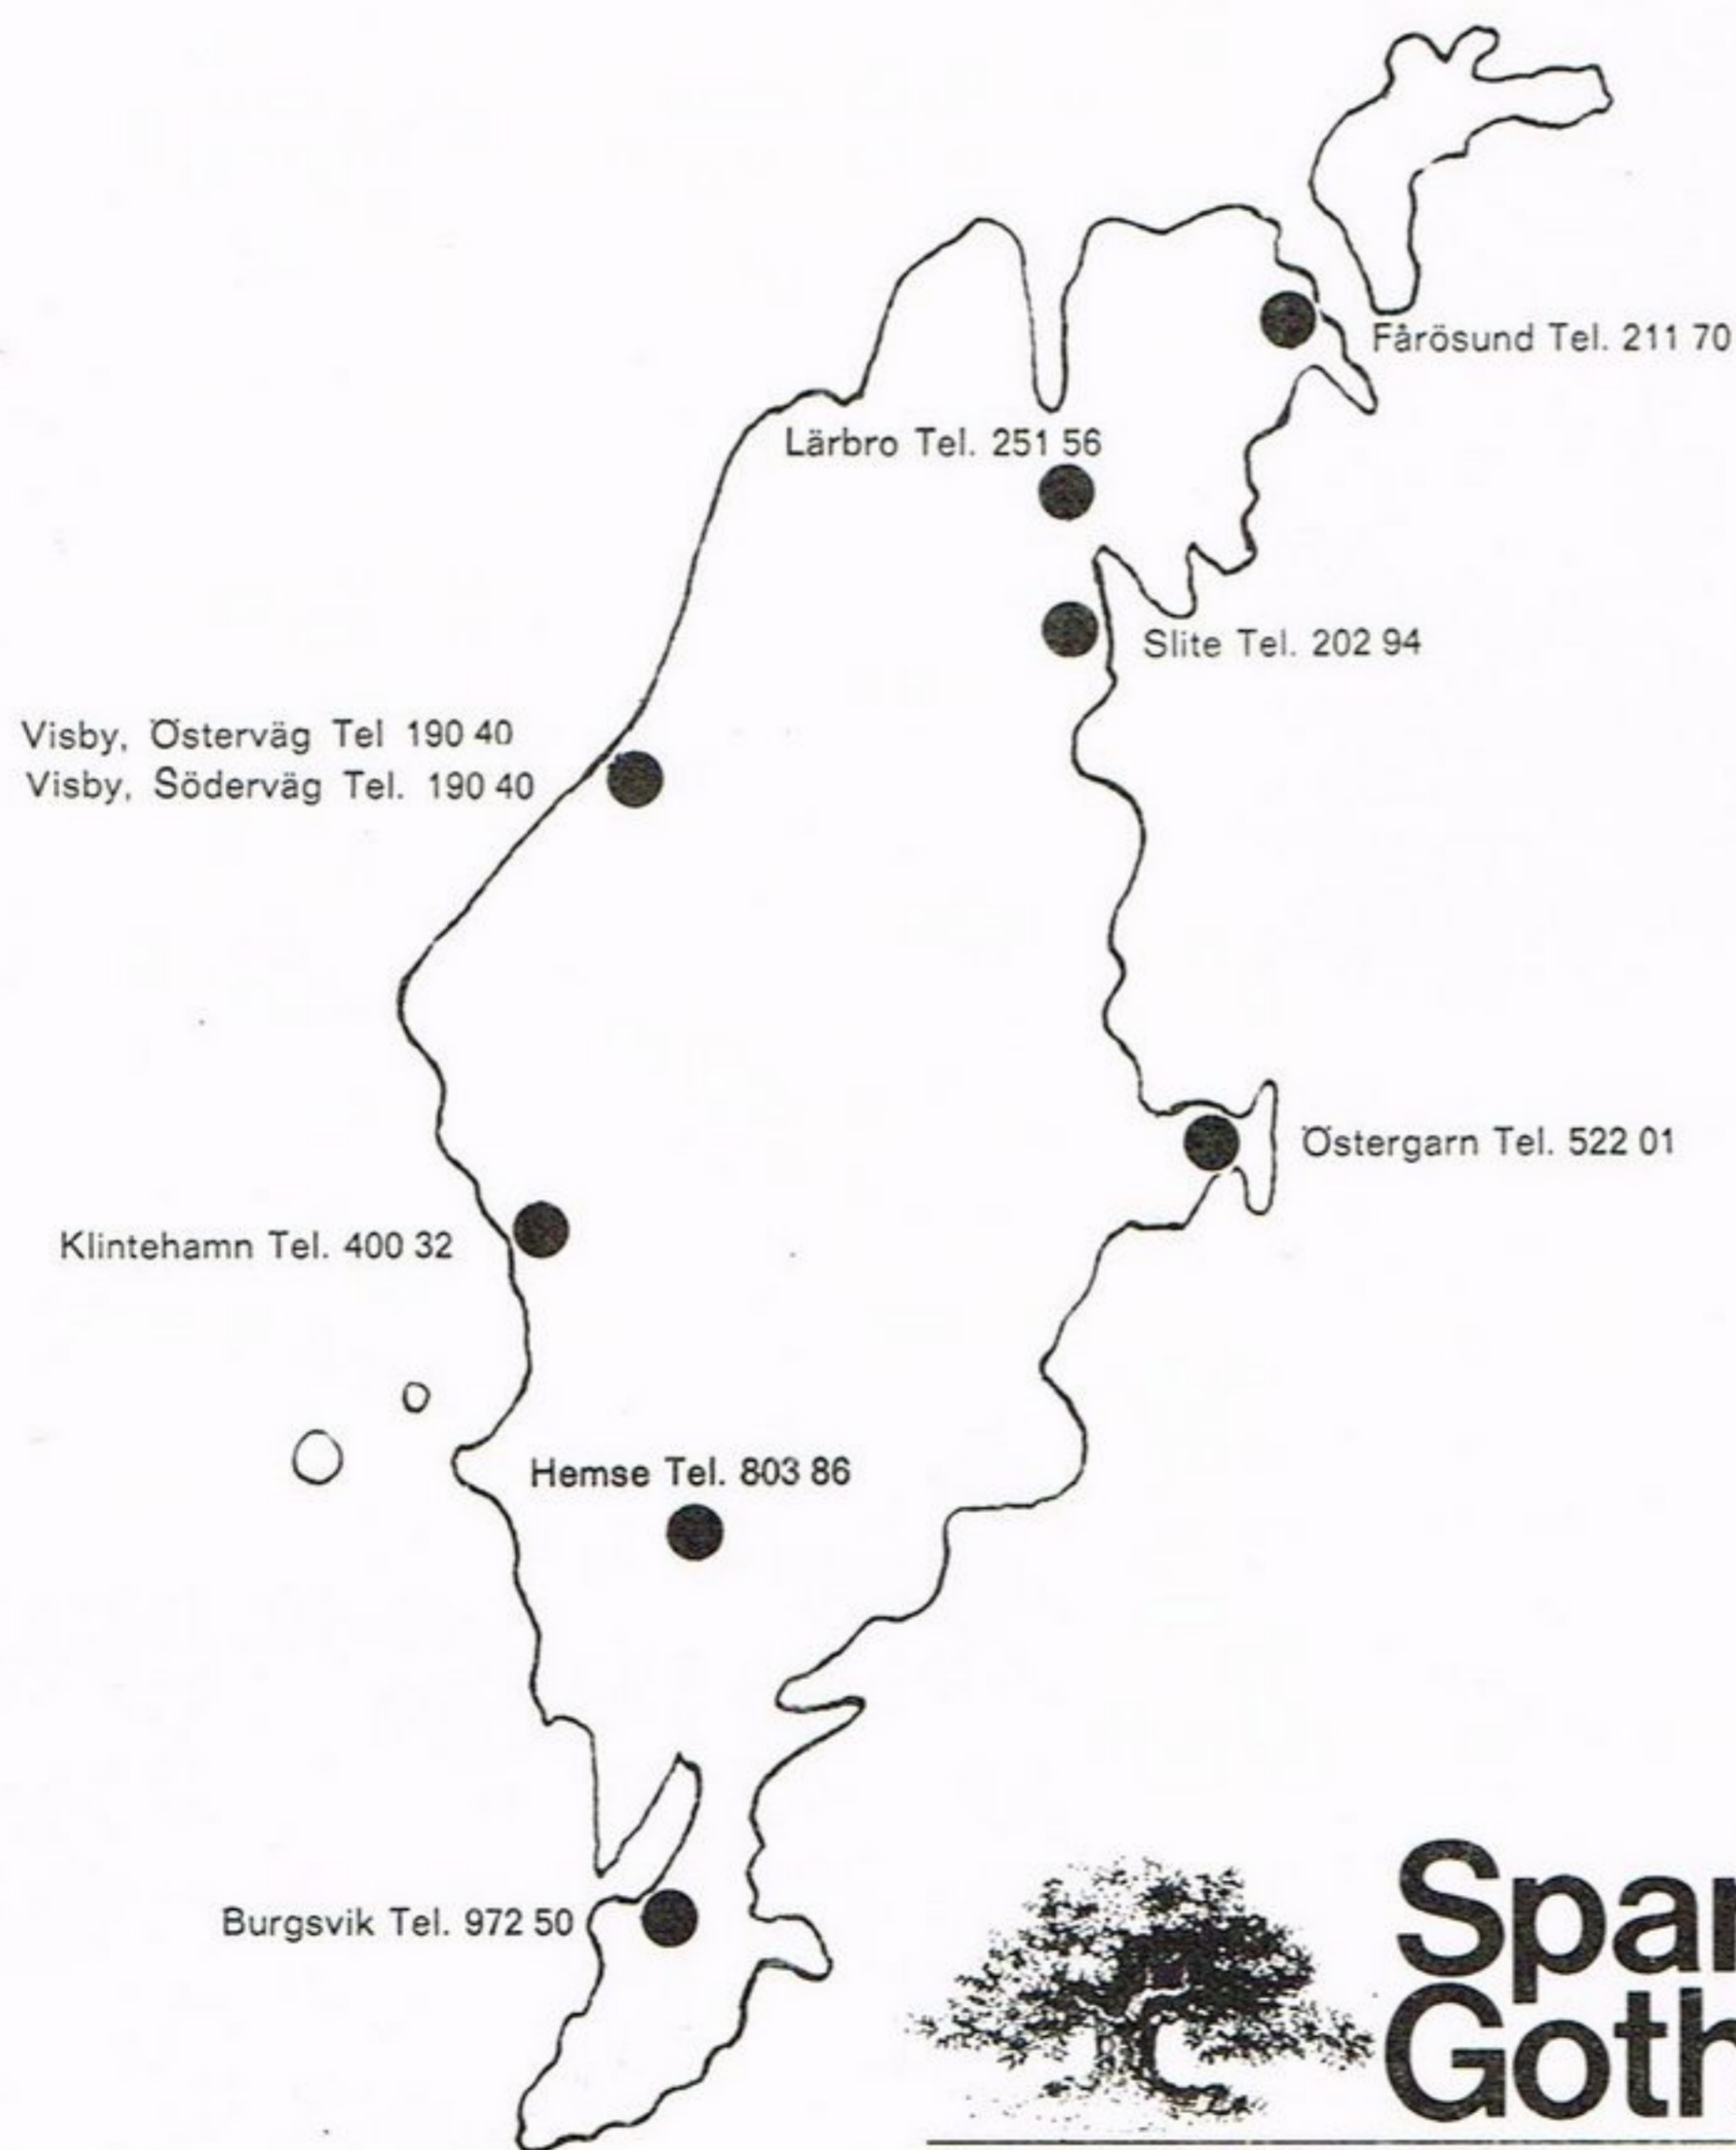 Fårösund Tel. 211 70
Lärbro Tel. 251 56
Slite Tel. 202 94
Visby, Österväg Tel 190 40
Visby, Söderväg Tel. 190 40
Östergarn Tel. 522 01
Klintehamn Tel. 400 32
Hemse Tel. 803 86
Burgsvik Tel. 972 50